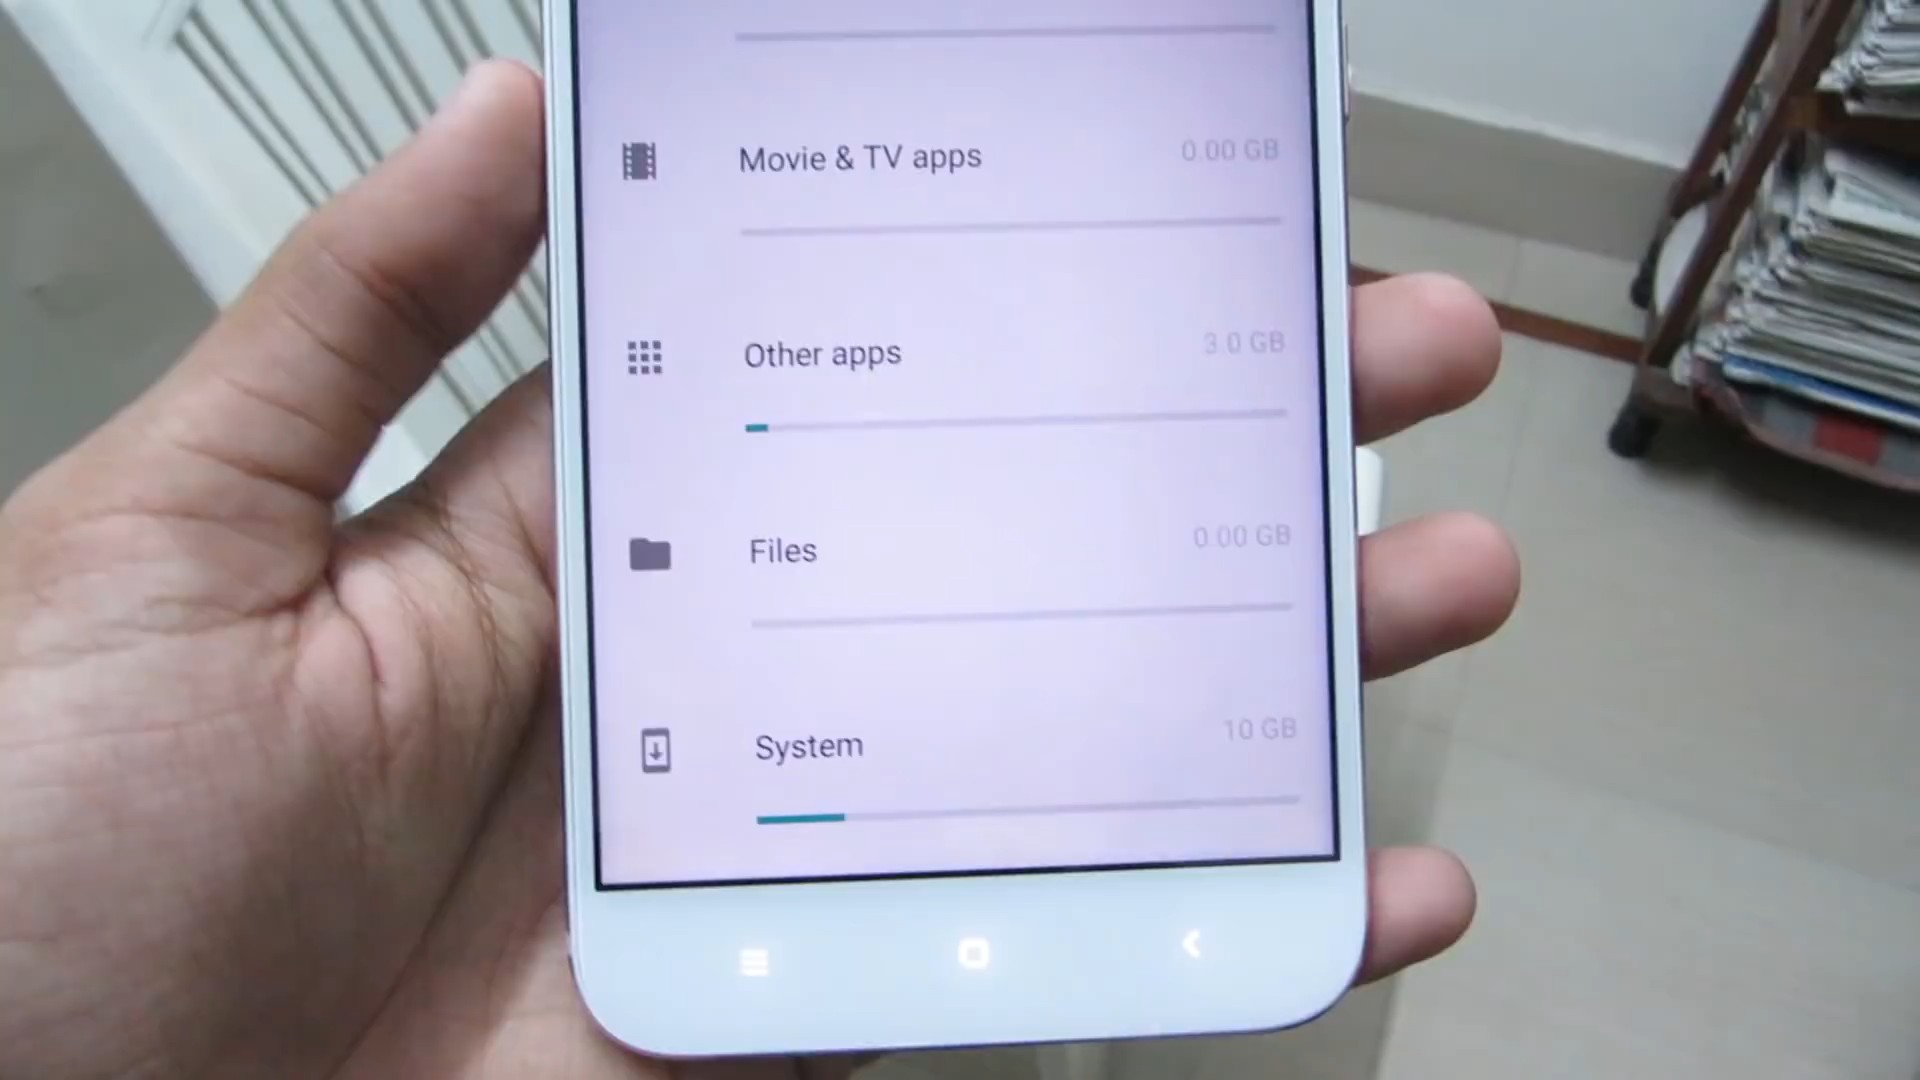 Movie & TV apps 0.00 GB
Other apps 3.0 GB
Files 0.00 GB
System 10 GB